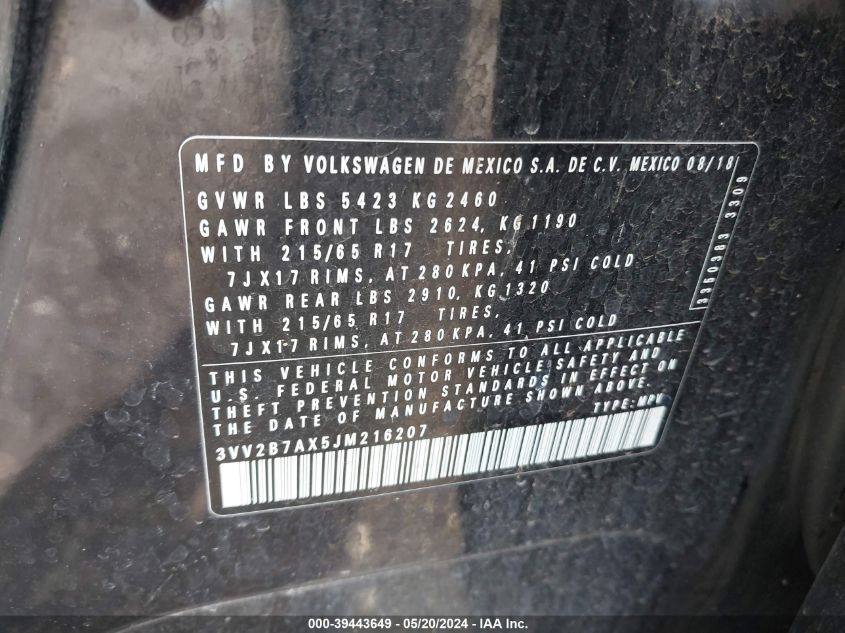 MFD BY VOLKSWAGEN DE MEXICO S.A. DE C.V. MEXICO 08/18
GVWR LBS 5423 KG 2460
GAWR FRONT LBS 2624, KG 1190
WITH 215/65 R17 TIRES,
7JX17 RIMS, AT 280 KPA, 41 PSI COLD
GAWR REAR LBS 2910, KG 1320
WITH 215/65 R17 TIRES,
7JX17 RIMS, AT 280 KPA, 41 PSI COLD
3350383 3309
THIS VEHICLE CONFORMS TO ALL APPLICABLE
U.S. FEDERAL MOTOR VEHICLE SAFETY AND
THEFT PREVENTION STANDARDS IN EFFECT ON
THE DATE OF MANUFACTURE SHOWN ABOVE.
3VV2B7AX5JM216207 TYPE: MPV
000-39443649 - 05/20/2024 - IAA Inc.